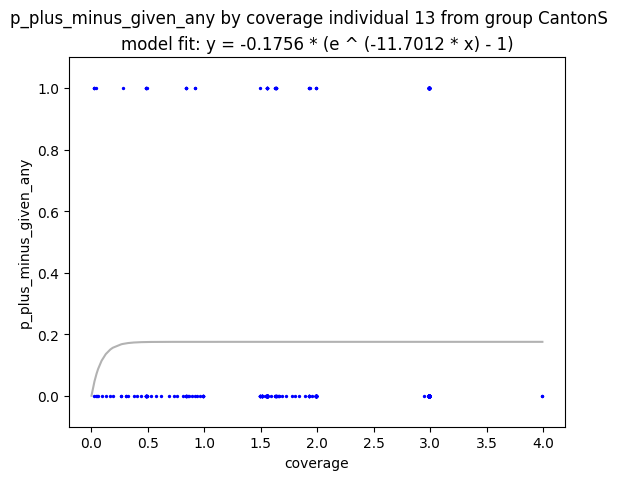 p_plus_minus_given_any by coverage individual 13 from group CantonS
model fit: y = -0.1756 * (e ^ (-11.7012 * x) - 1)
1.0
0.8
0.6
0.4
0.2
0.0
p_plus_minus_given_any
0.0 0.5 1.0 1.5 2.0 2.5 3.0 3.5 4.0
coverage